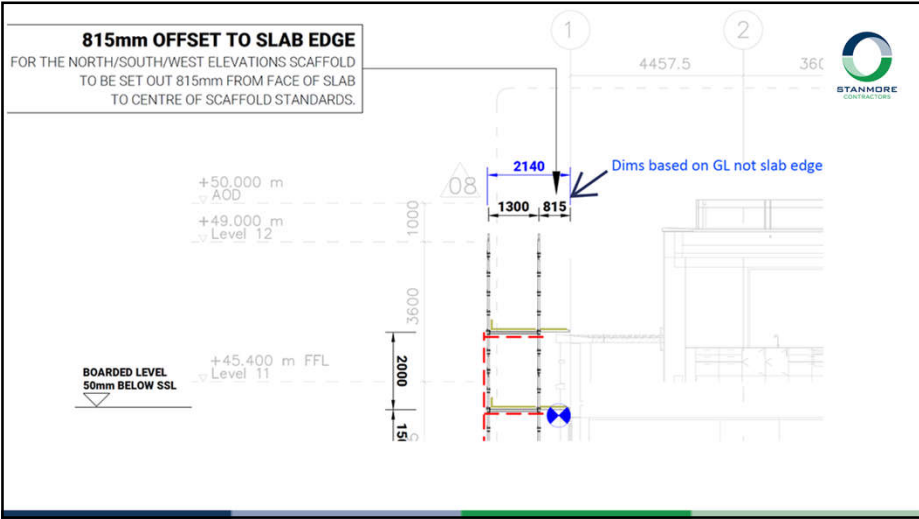 815mm OFFSET TO SLAB EDGE
FOR THE NORTH/SOUTH/WEST ELEVATIONS SCAFFOLD
TO BE SET OUT 815mm FROM FACE OF SLAB
TO CENTRE OF SCAFFOLD STANDARDS.
1
2
4457.5
STANMORE
CONTRACTORS
2140
Dims based on GL not slab edge
08
1300
815
+50.000 m
AOD
1000
+49.000 m
Level 12
3600
+45.400 m FFL
Level 11
2000
BOARDED LEVEL
50mm BELOW SSL